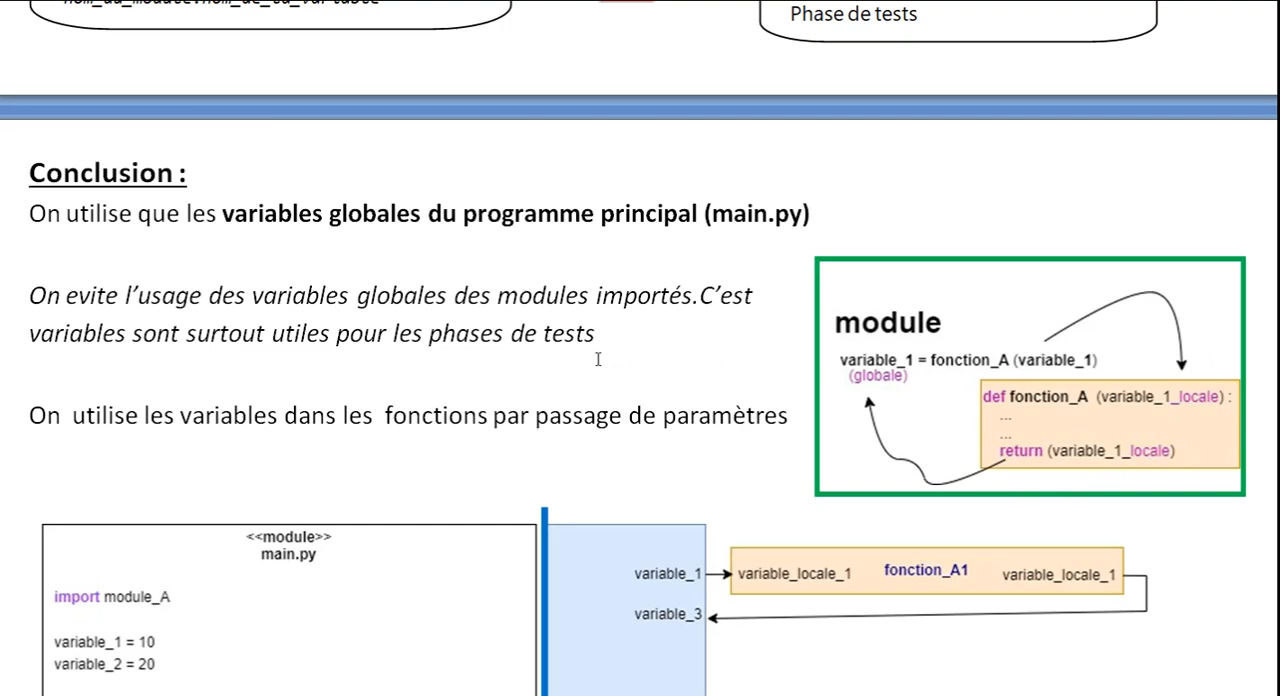 nom_du_module.nom_de_la_variable
Phase de tests
Conclusion :
On utilise que les variables globales du programme principal (main.py)
On evite l’usage des variables globales des modules importés.C’est
variables sont surtout utiles pour les phases de tests
On utilise les variables dans les fonctions par passage de paramètres
module
variable_1 = fonction_A (variable_1)
(globale)
def fonction_A (variable_1_locale) :
...
...
return (variable_1_locale)
<<module>>
main.py
import module_A
variable_1 = 10
variable_2 = 20
variable_1
variable_locale_1 fonction_A1 variable_locale_1
variable_3